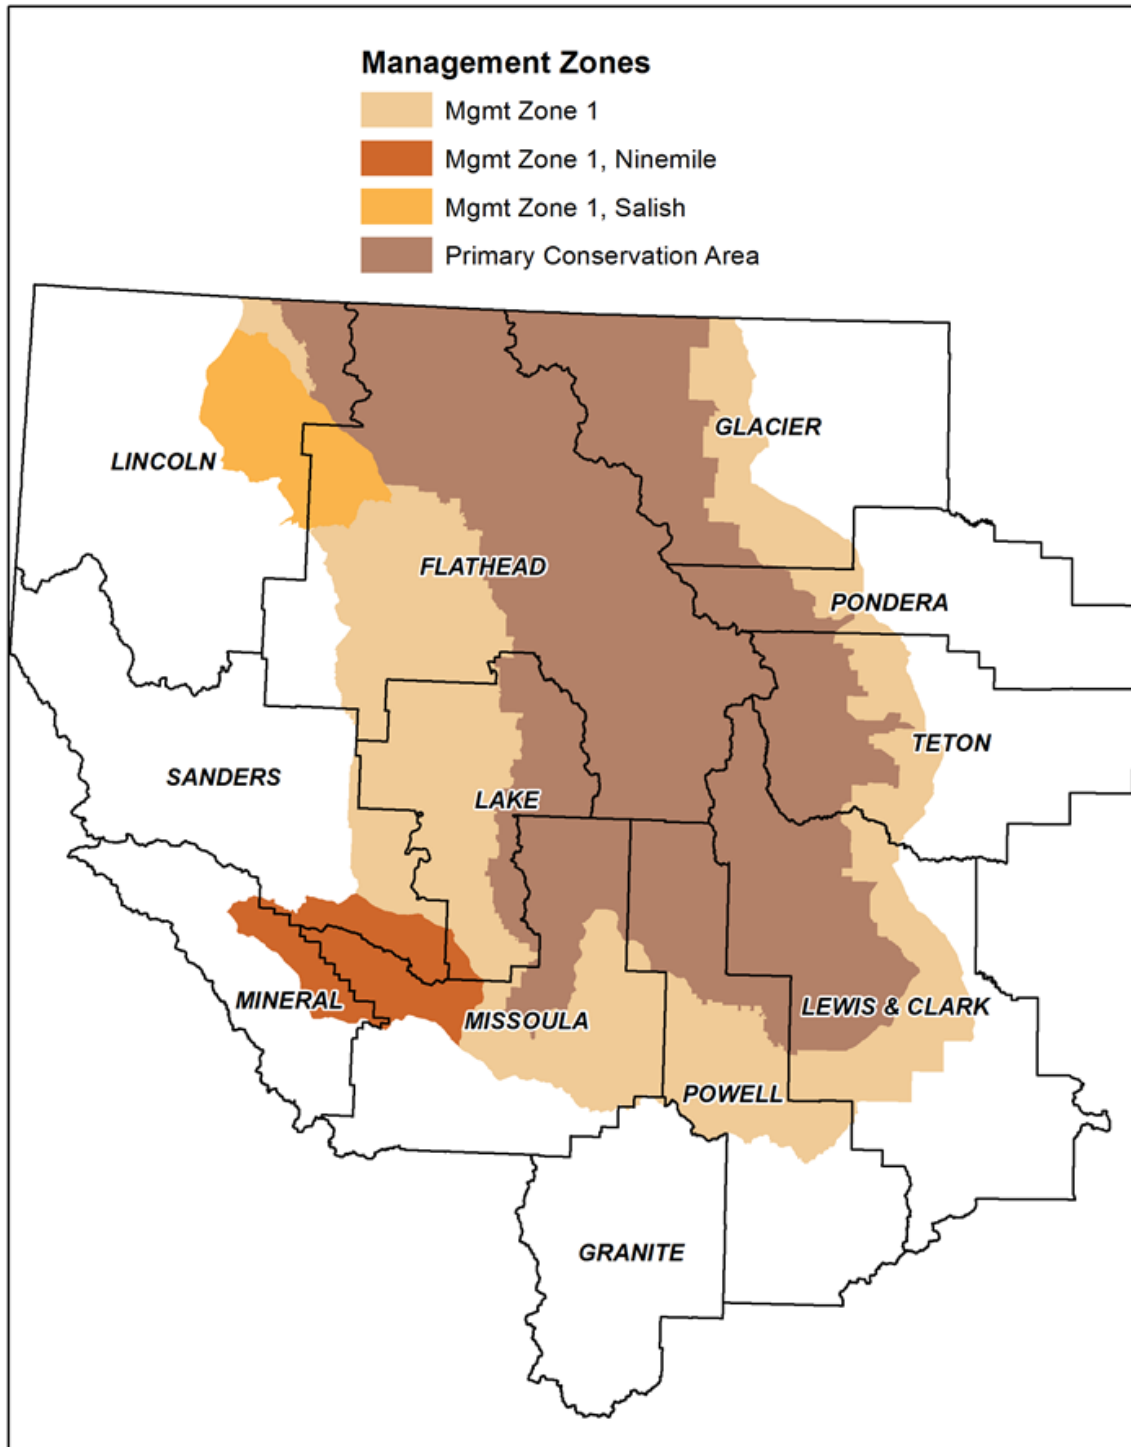 Management Zones
Mgmt Zone 1
Mgmt Zone 1, Ninemile
Mgmt Zone 1, Salish
Primary Conservation Area
GLACIER
LINCOLN
FLATHEAD
PONDERA
TETON
SANDERS
LAKE
MINERAL
LEWIS & CLARK
MISSOULA
POWELL
GRANITE